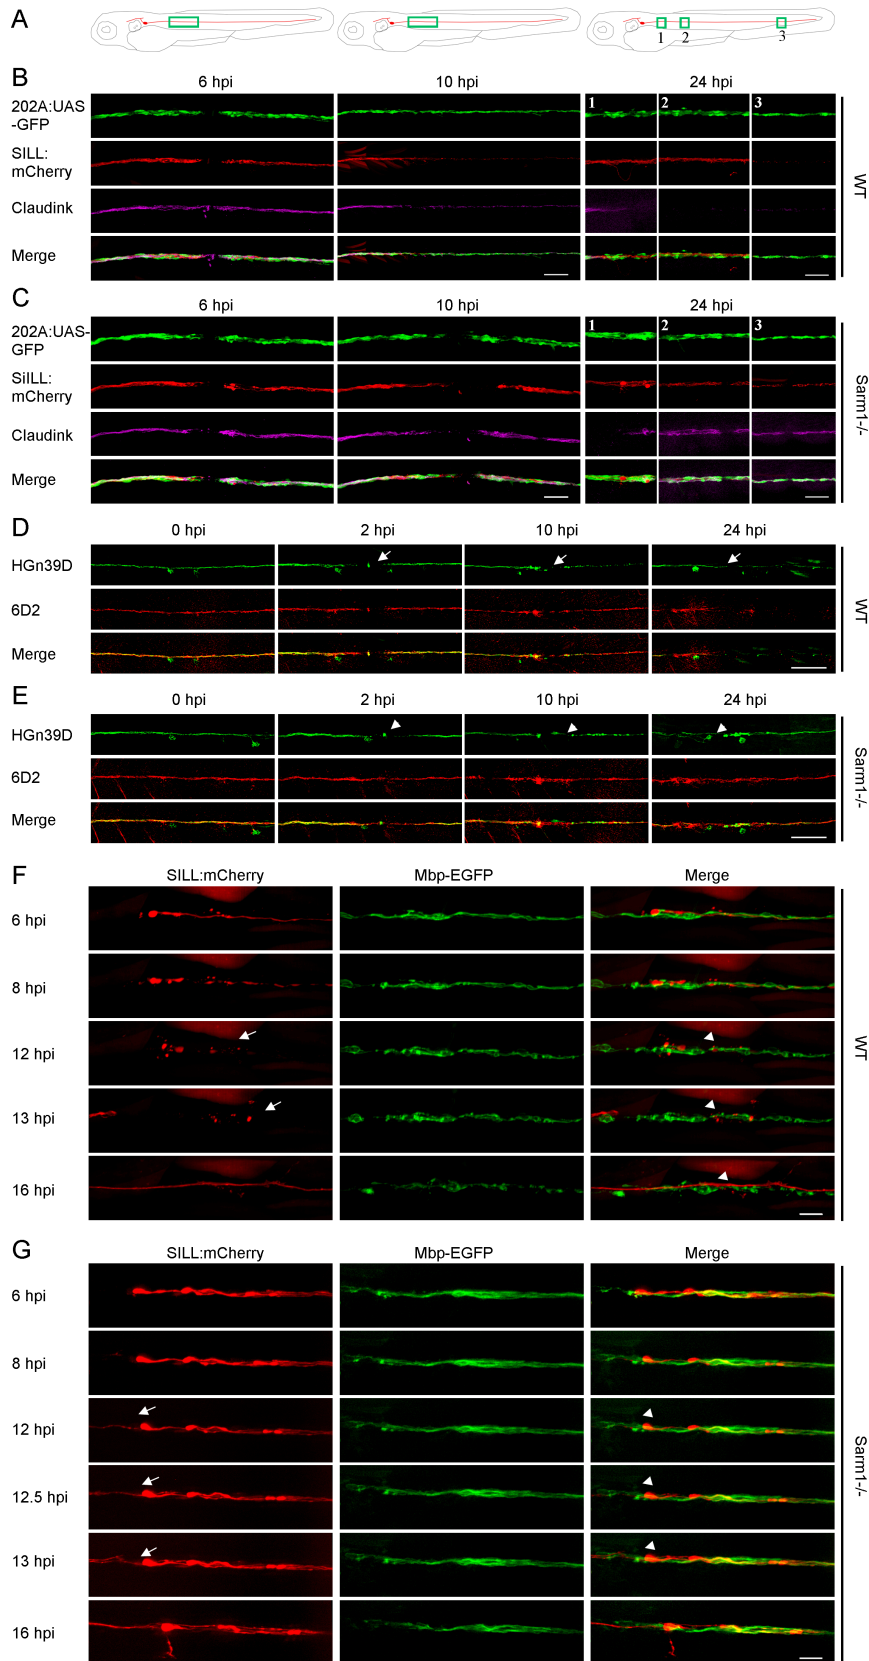 A
1 2 3
B
6 hpi 10 hpi 24 hpi
202A:UAS
-GFP
1 2 3
SILL:
mCherry
Claudink
Merge
WT
C
6 hpi 10 hpi 24 hpi
202A:UAS-
GFP
1 2 3
SiILL:
mCherry
Claudink
Merge
Sarm1-/-
D
0 hpi 2 hpi 10 hpi 24 hpi
HGn39D
6D2
Merge
WT
E
0 hpi 2 hpi 10 hpi 24 hpi
HGn39D
6D2
Merge
Sarm1-/-
F
SILL:mCherry Mbp-EGFP Merge
6 hpi
8 hpi
12 hpi
13 hpi
16 hpi
WT
G
SILL:mCherry Mbp-EGFP Merge
6 hpi
8 hpi
12 hpi
12.5 hpi
13 hpi
16 hpi
Sarm1-/-